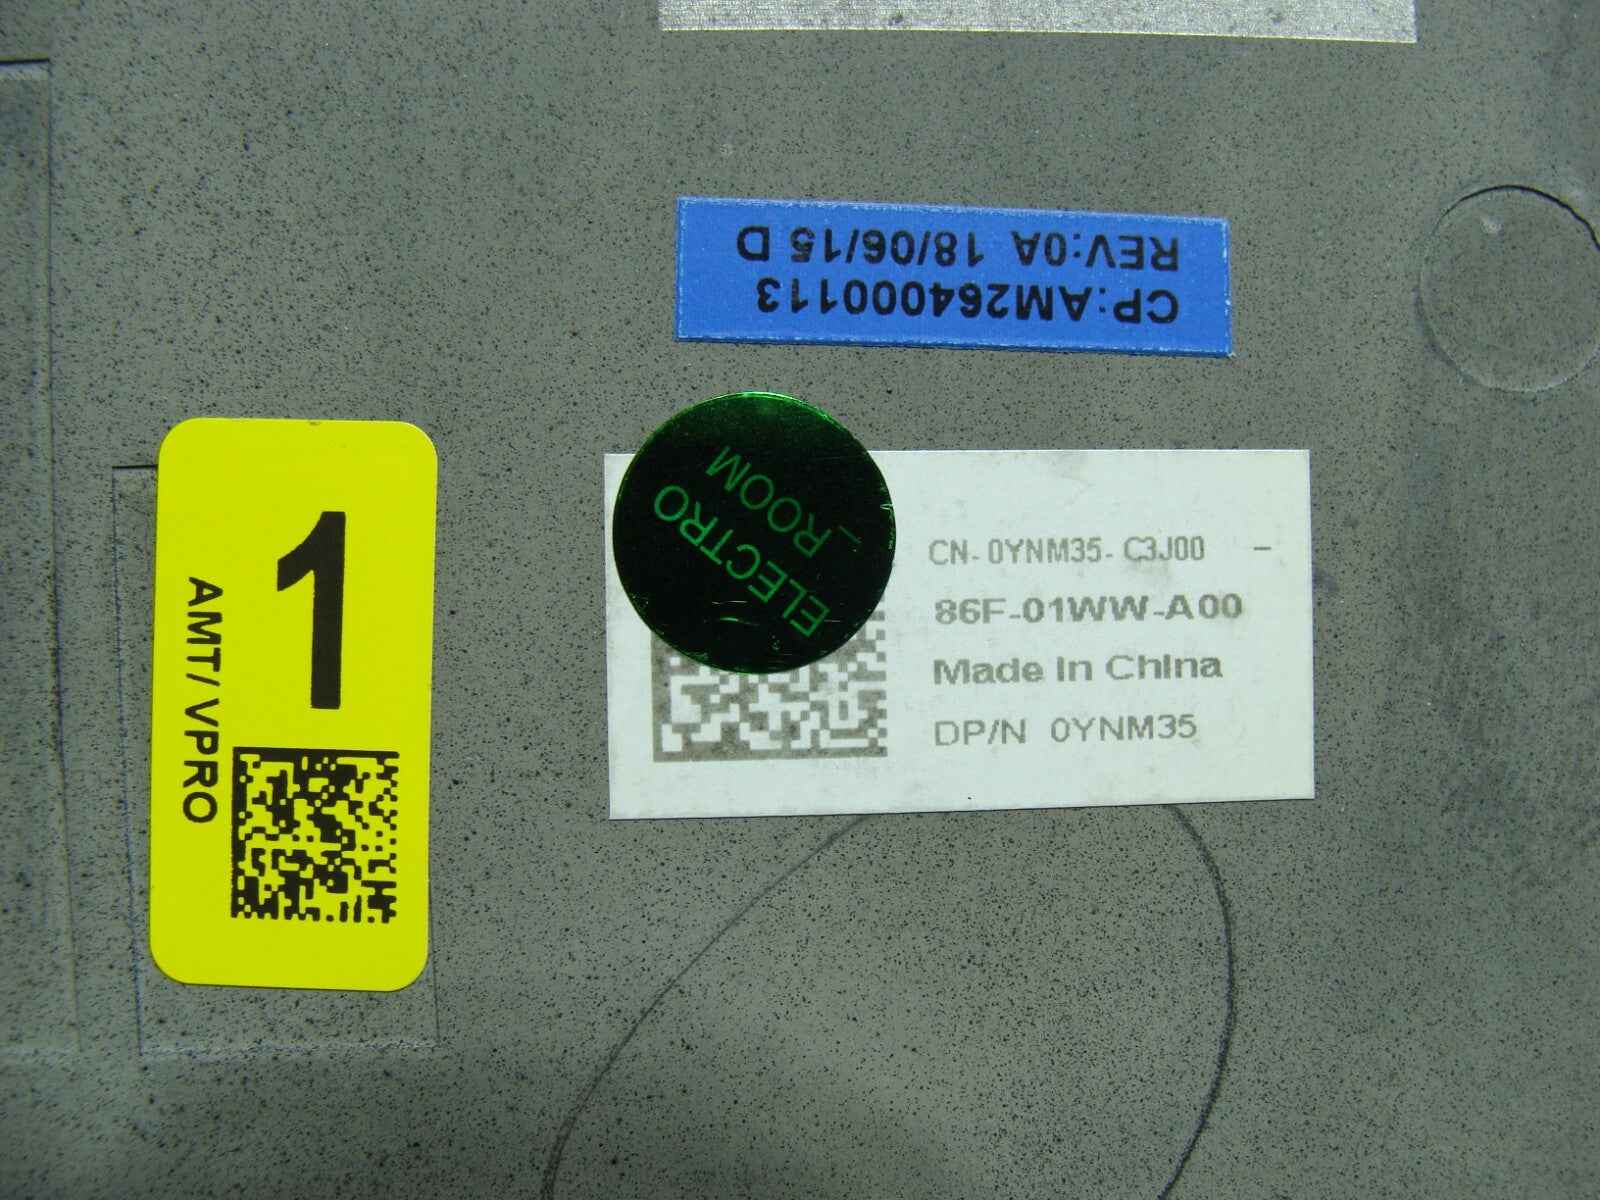 CP:AM264000113
REV:0A 18/06/15 D
ELECTRO
_ROOM
CN- 0YNM35- C3J00 -
86F-01WW-A00
Made In China
DP/N 0YNM35
1
AMT/ VPRO